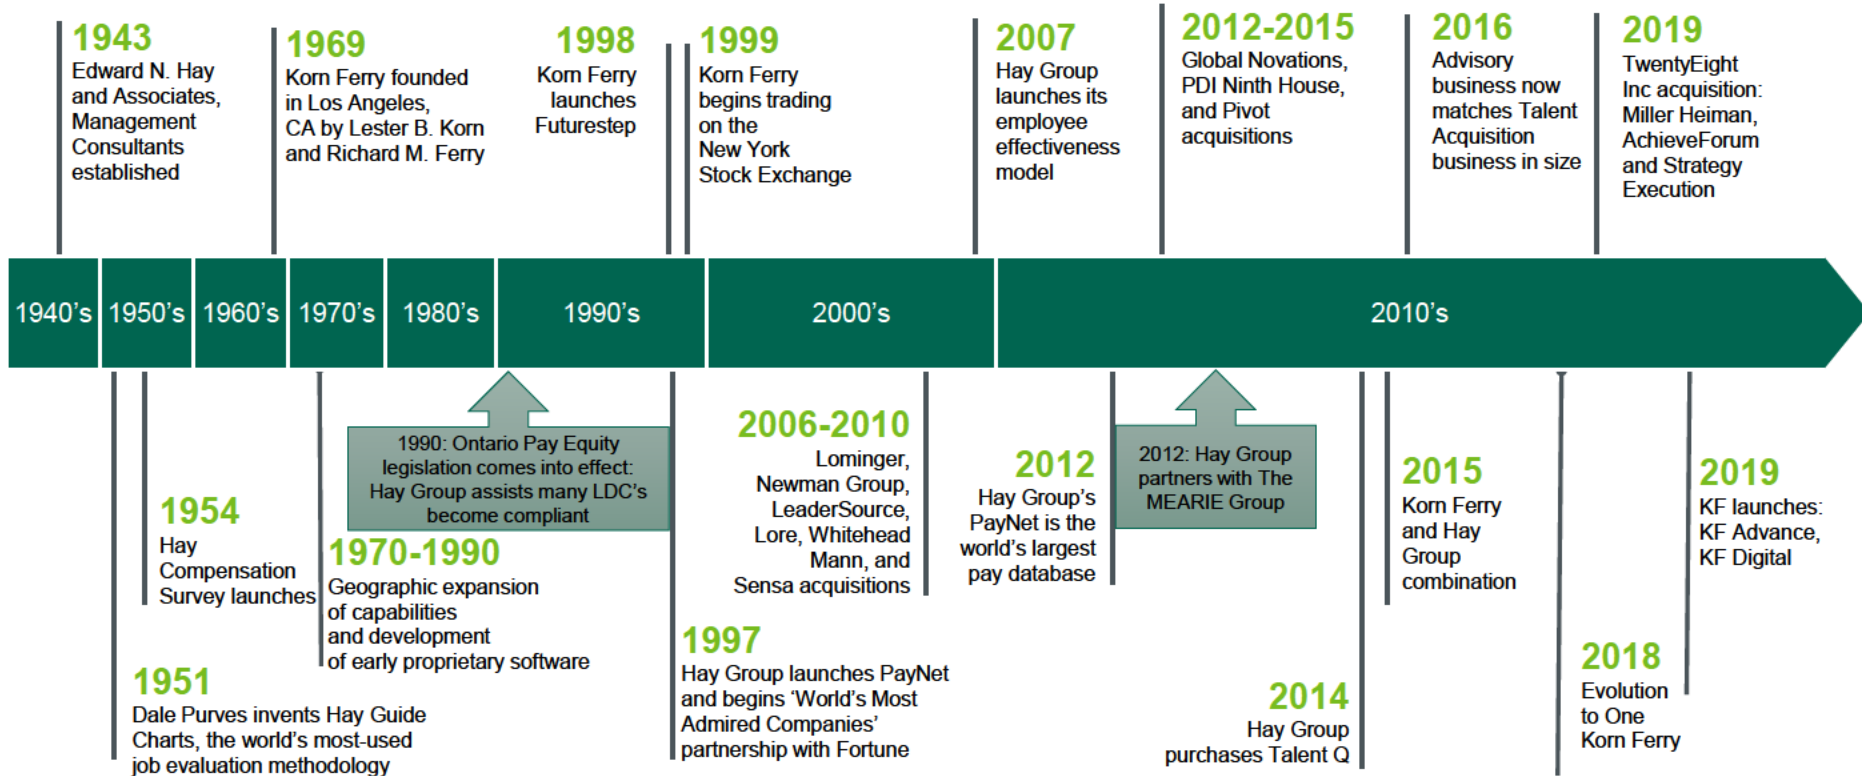 1943
Edward N. Hay
and Associates,
Management
Consultants
established
1969
Korn Ferry founded
in Los Angeles,
CA by Lester B. Korn
and Richard M. Ferry
1998
Korn Ferry
launches
Futurestep
1999
Korn Ferry
begins trading
on the
New York
Stock Exchange
2007
Hay Group
launches its
employee
effectiveness
model
2012-2015
Global Novations,
PDI Ninth House,
and Pivot
acquisitions
2016
Advisory
business now
matches Talent
Acquisition
business in size
2019
TwentyEight
Inc acquisition:
Miller Heiman,
AchieveForum
and Strategy
Execution
1940’s
1950’s
1960’s
1970’s
1980’s
1990’s
2000’s
2010’s
1951
Dale Purves invents Hay Guide
Charts, the world’s most-used
job evaluation methodology
1954
Hay
Compensation
Survey launches
1970-1990
Geographic expansion
of capabilities
and development
of early proprietary software
1990: Ontario Pay Equity
legislation comes into effect:
Hay Group assists many LDC’s
become compliant
1997
Hay Group launches PayNet
and begins ‘World’s Most
Admired Companies’
partnership with Fortune
2006-2010
Lominger,
Newman Group,
LeaderSource,
Lore, Whitehead
Mann, and
Sensa acquisitions
2012
Hay Group’s
PayNet is the
world’s largest
pay database
2012: Hay Group
partners with The
MEARIE Group
2014
Hay Group
purchases Talent Q
2015
Korn Ferry
and Hay
Group
combination
2018
Evolution
to One
Korn Ferry
2019
KF launches:
KF Advance,
KF Digital